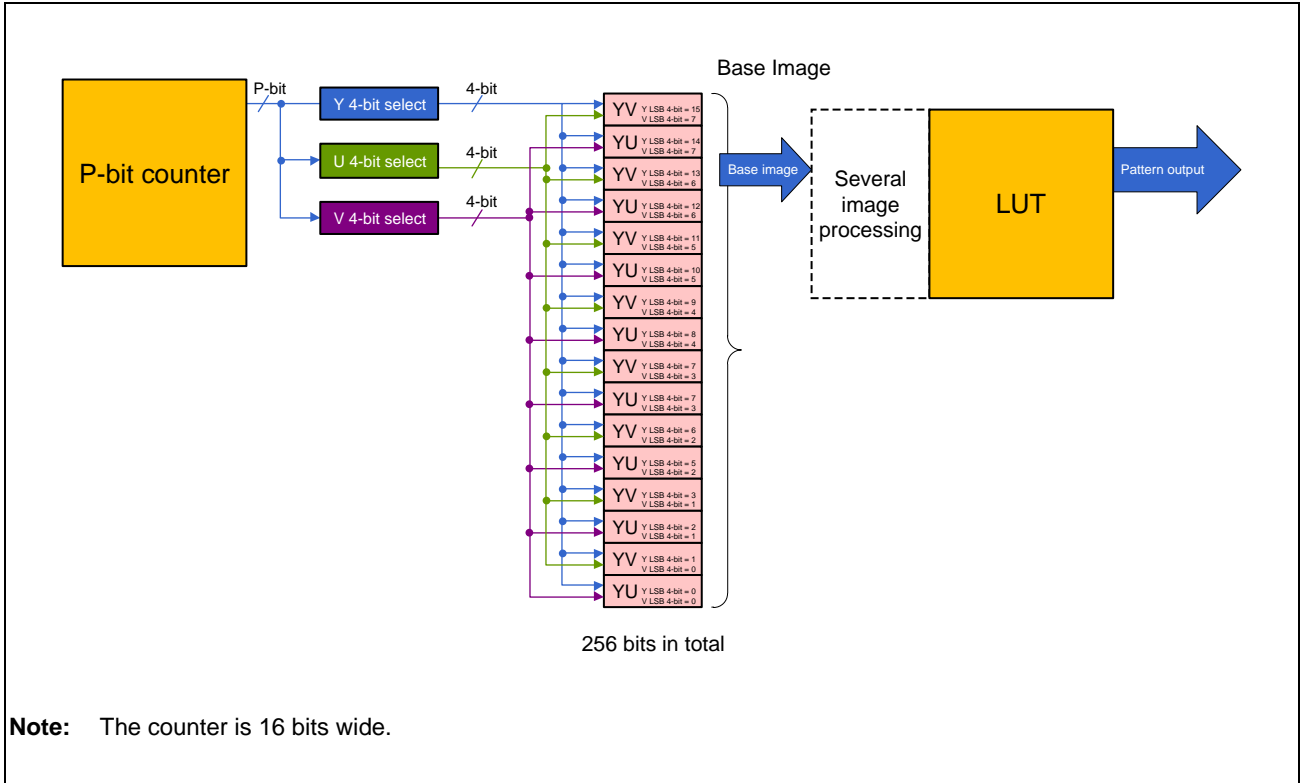 Base Image
P-bit counter
P-bit
Y 4-bit select
4-bit
U 4-bit select
4-bit
V 4-bit select
4-bit
YV Y LSB 4-bit = 15
V LSB 4-bit = 7
YU Y LSB 4-bit = 14
V LSB 4-bit = 7
YV Y LSB 4-bit = 13
V LSB 4-bit = 6
YU Y LSB 4-bit = 12
V LSB 4-bit = 6
YV Y LSB 4-bit = 11
V LSB 4-bit = 5
YU Y LSB 4-bit = 10
V LSB 4-bit = 5
YV Y LSB 4-bit = 9
V LSB 4-bit = 4
YU Y LSB 4-bit = 8
V LSB 4-bit = 4
YV Y LSB 4-bit = 7
V LSB 4-bit = 3
YU Y LSB 4-bit = 7
V LSB 4-bit = 3
YV Y LSB 4-bit = 6
V LSB 4-bit = 2
YU Y LSB 4-bit = 5
V LSB 4-bit = 2
YV Y LSB 4-bit = 3
V LSB 4-bit = 1
YU Y LSB 4-bit = 2
V LSB 4-bit = 1
YV Y LSB 4-bit = 1
V LSB 4-bit = 0
YU Y LSB 4-bit = 0
V LSB 4-bit = 0
256 bits in total
Base image
Several
image
processing
LUT
Pattern output
Note: The counter is 16 bits wide.